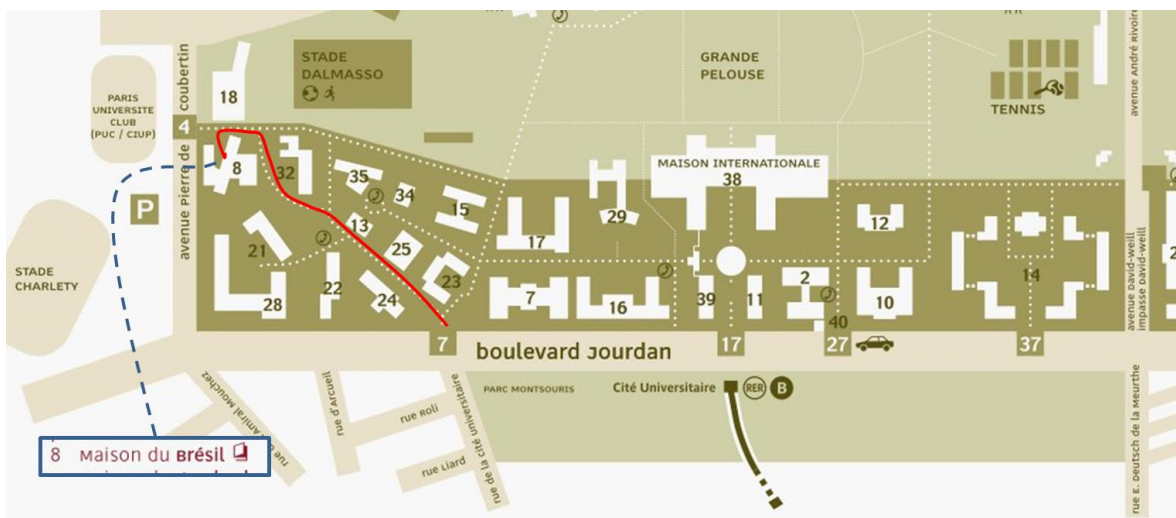 STADE
DALMASSO
GRANDE
PELOUSE
TENNIS
avenue André Rivoire
PARIS
UNIVERSITE
CLUB
(PUC / CIUP)
avenue Pierre de coubertin
18
4
8
32
35
34
15
29
MAISON INTERNATIONALE
38
12
P
13
21
25
17
23
STADE
CHARLETY
28
22
24
7
16
39
11
2
10
14
40
avenue David-weill
impasse David-weill
2
7
boulevard Jourdan
17
27
37
PARC MONTSOURIS
Cité Universitaire
RER
B
rue d'Arcueil
rue Roli
rue Liard
rue de la cité universitaire
rue E. Deutsch de la Meurthe
8 Maison du Brésil